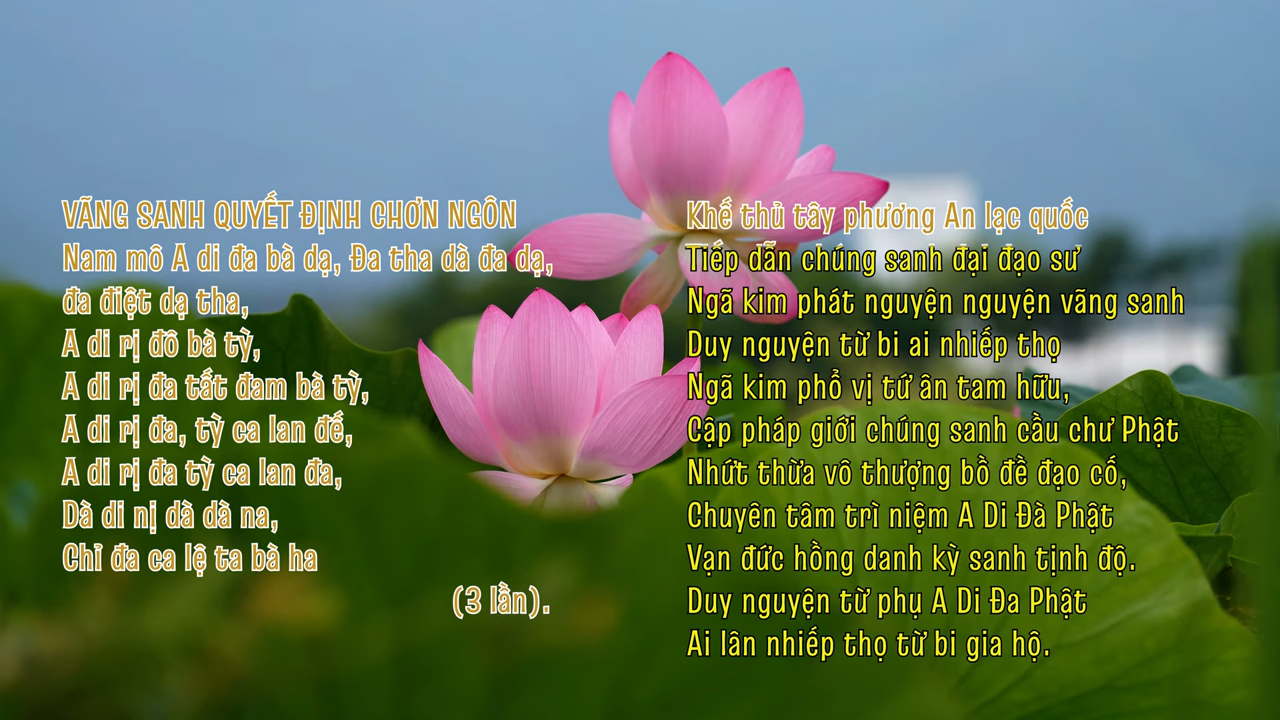 VÃNG SANH QUYẾT ĐỊNH CHƠN NGÔN
Nam mô A di đa bà dạ, Đa tha dà đa dạ,
đa điệt dạ tha,
A di rị đô bà tỳ,
A di rị đa tất đam bà tỳ,
A di rị đa, tỳ ca lan đế,
A di rị đa tỳ ca lan đa,
Dà di nị dà dà na,
Chỉ đa ca lệ ta bà ha
(3 lần).
Khế thủ tây phương An lạc quốc
Tiếp dẫn chúng sanh đại đạo sư
Ngã kim phát nguyện nguyện vãng sanh
Duy nguyện từ bi ai nhiếp thọ
Ngã kim phổ vị tứ ân tam hữu,
Cập pháp giới chúng sanh cầu chư Phật
Nhứt thừa vô thượng bồ đề đạo cố,
Chuyên tâm trì niệm A Di Đà Phật
Vạn đức hồng danh kỳ sanh tịnh độ.
Duy nguyện từ phụ A Di Đa Phật
Ai lân nhiếp thọ từ bi gia hộ.